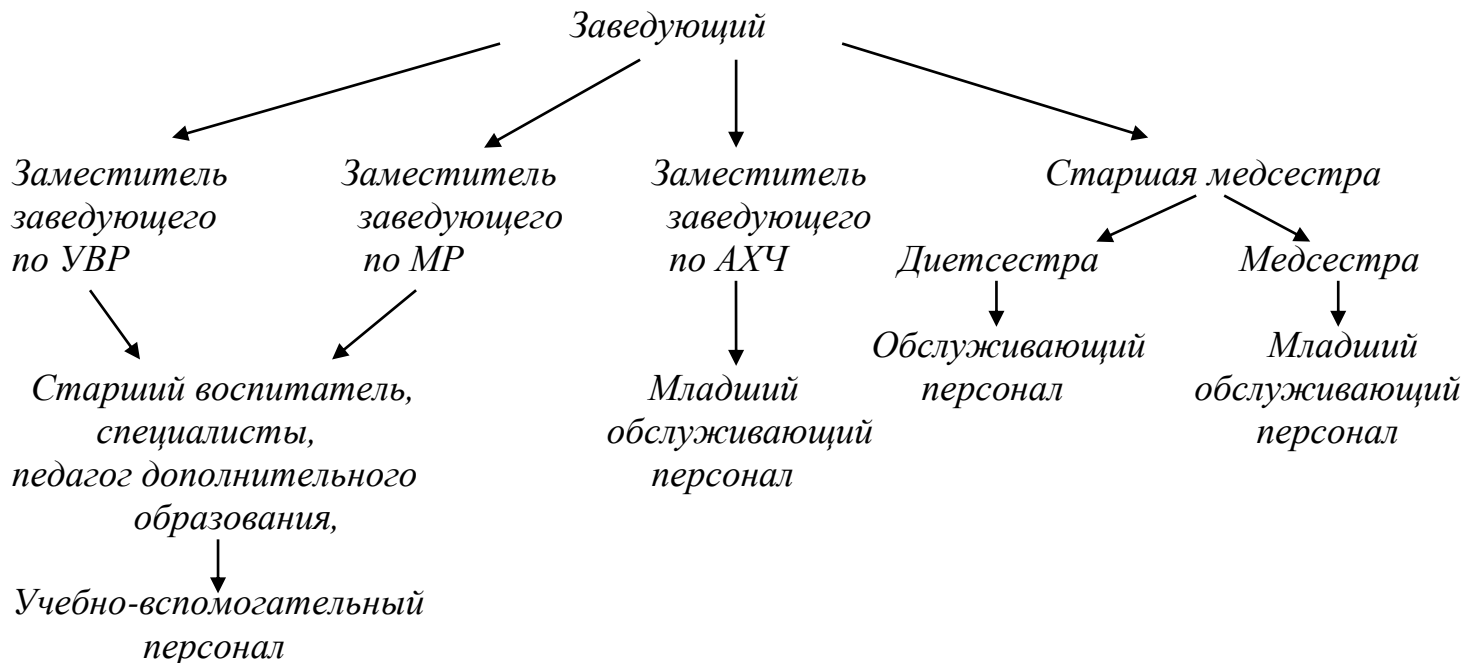 Заведующий
Заместитель
заведующего
по УВР
Заместитель
заведующего
по МР
Заместитель
заведующего
по АХЧ
Старшая медсестра
Диетсестра
Медсестра
Старший воспитатель,
специалисты,
педагог дополнительного
образования,
Младший
обслуживающий
персонал
Обслуживающий
персонал
Младший
обслуживающий
персонал
Учебно-вспомогательный
персонал